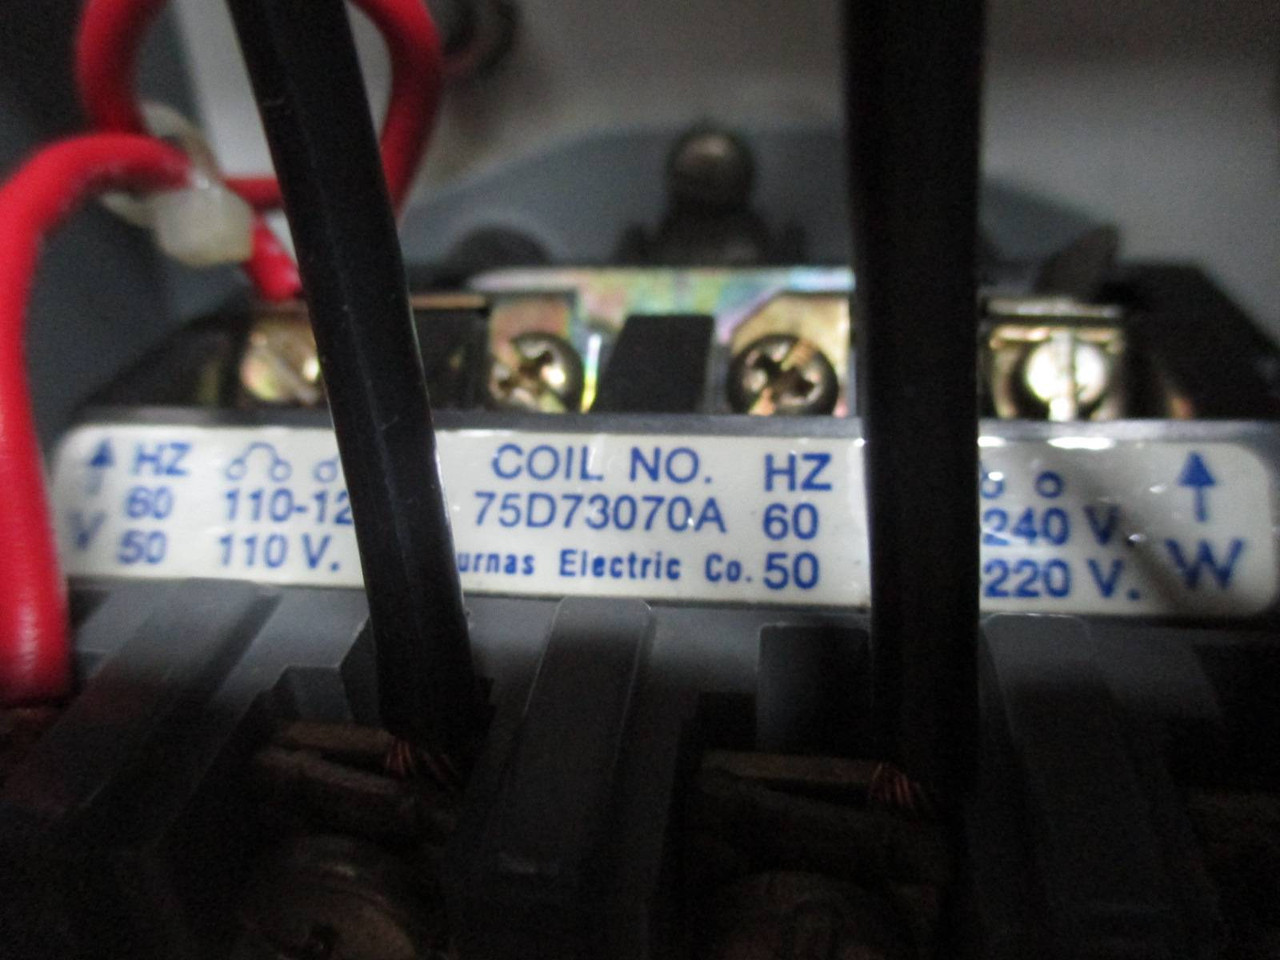 HZ
60 110-12
V 50 110 V.
COIL NO.
75D73070A
urnas Electric Co.
HZ
60 240 V.
50 220 V.
W